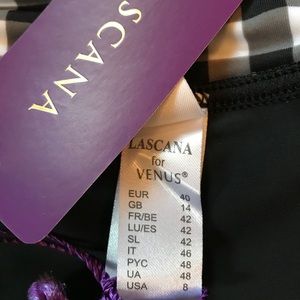 SCANA
LASCANA
for
VENUS®
EUR 40
GB 14
FR/BE 42
LU/ES 42
SL 42
IT 46
РУС 48
UA 48
USA 8